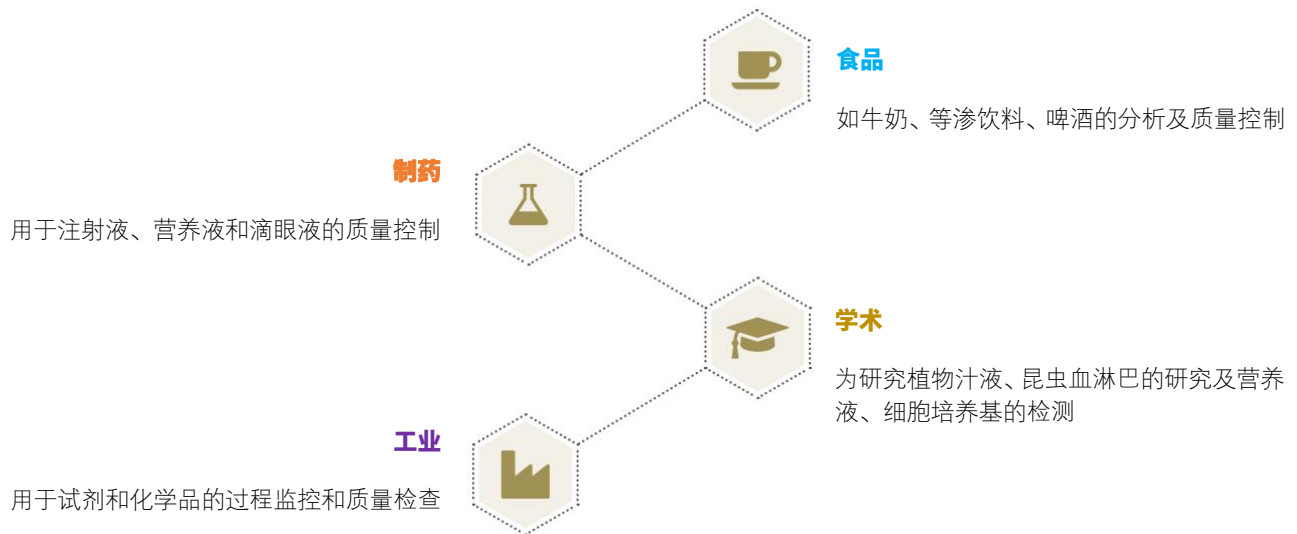 食品
如牛奶、等渗饮料、啤酒的分析及质量控制
制药
用于注射液、营养液和滴眼液的质量控制
学术
为研究植物汁液、昆虫血淋巴的研究及营养
液、细胞培养基的检测
工业
用于试剂和化学品的过程监控和质量检查